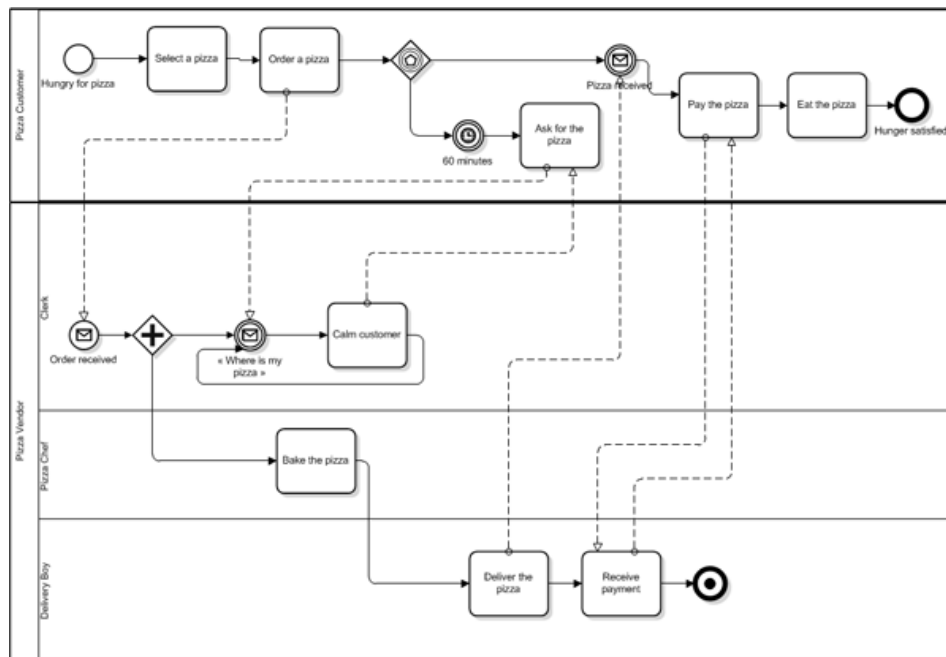 Pizza Customer
Hungry for pizza
Select a pizza
Order a pizza
Pizza received
60 minutes
Ask for the
pizza
Pay the pizza
Eat the pizza
Hunger satisfied
Pizza Vendor
Clerk
Order received
« Where is my
pizza »
Calm customer
Pizza Chef
Bake the pizza
Delivery Boy
Deliver the
pizza
Receive
payment